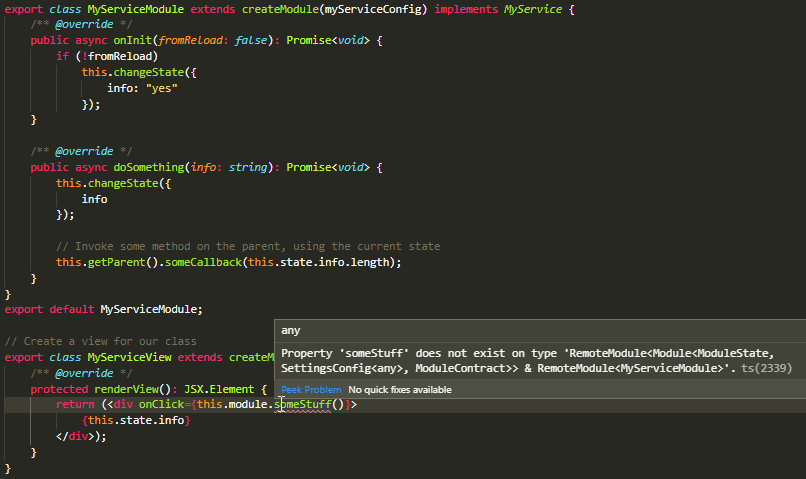 export class MyServiceModule extends createModule(myServiceConfig) implements MyService {
/** @override */
public async onInit(fromReload: false): Promise<void> {
if (!fromReload)
this.changeState({
info: "yes"
});
}
/** @override */
public async doSomething(info: string): Promise<void> {
this.changeState({
info
});
// Invoke some method on the parent, using the current state
this.getParent().someCallback(this.state.info.length);
}
}
export default MyServiceModule;
// Create a view for our class
any
export class MyServiceView extends createM
Property 'someStuff' does not exist on type 'RemoteModule<Module<ModuleState,
SettingsConfig<any>, ModuleContract>> & RemoteModule<MyServiceModule>'. ts(2339)
/** @override */
protected renderView(): JSX.Element {
Peek Problem No quick fixes available
return (<div onClick={this.module.someStuff()}>
{this.state.info}
</div>);
}
}